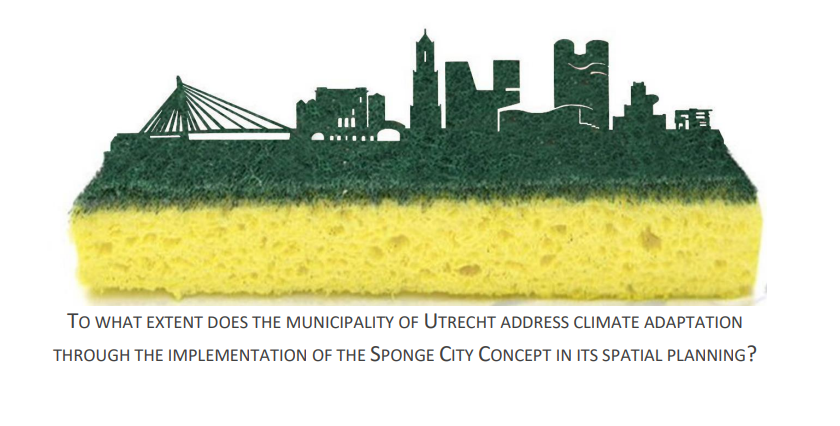 To what extent does the municipality of Utrecht address climate adaptation
through the implementation of the Sponge City Concept in its spatial planning?